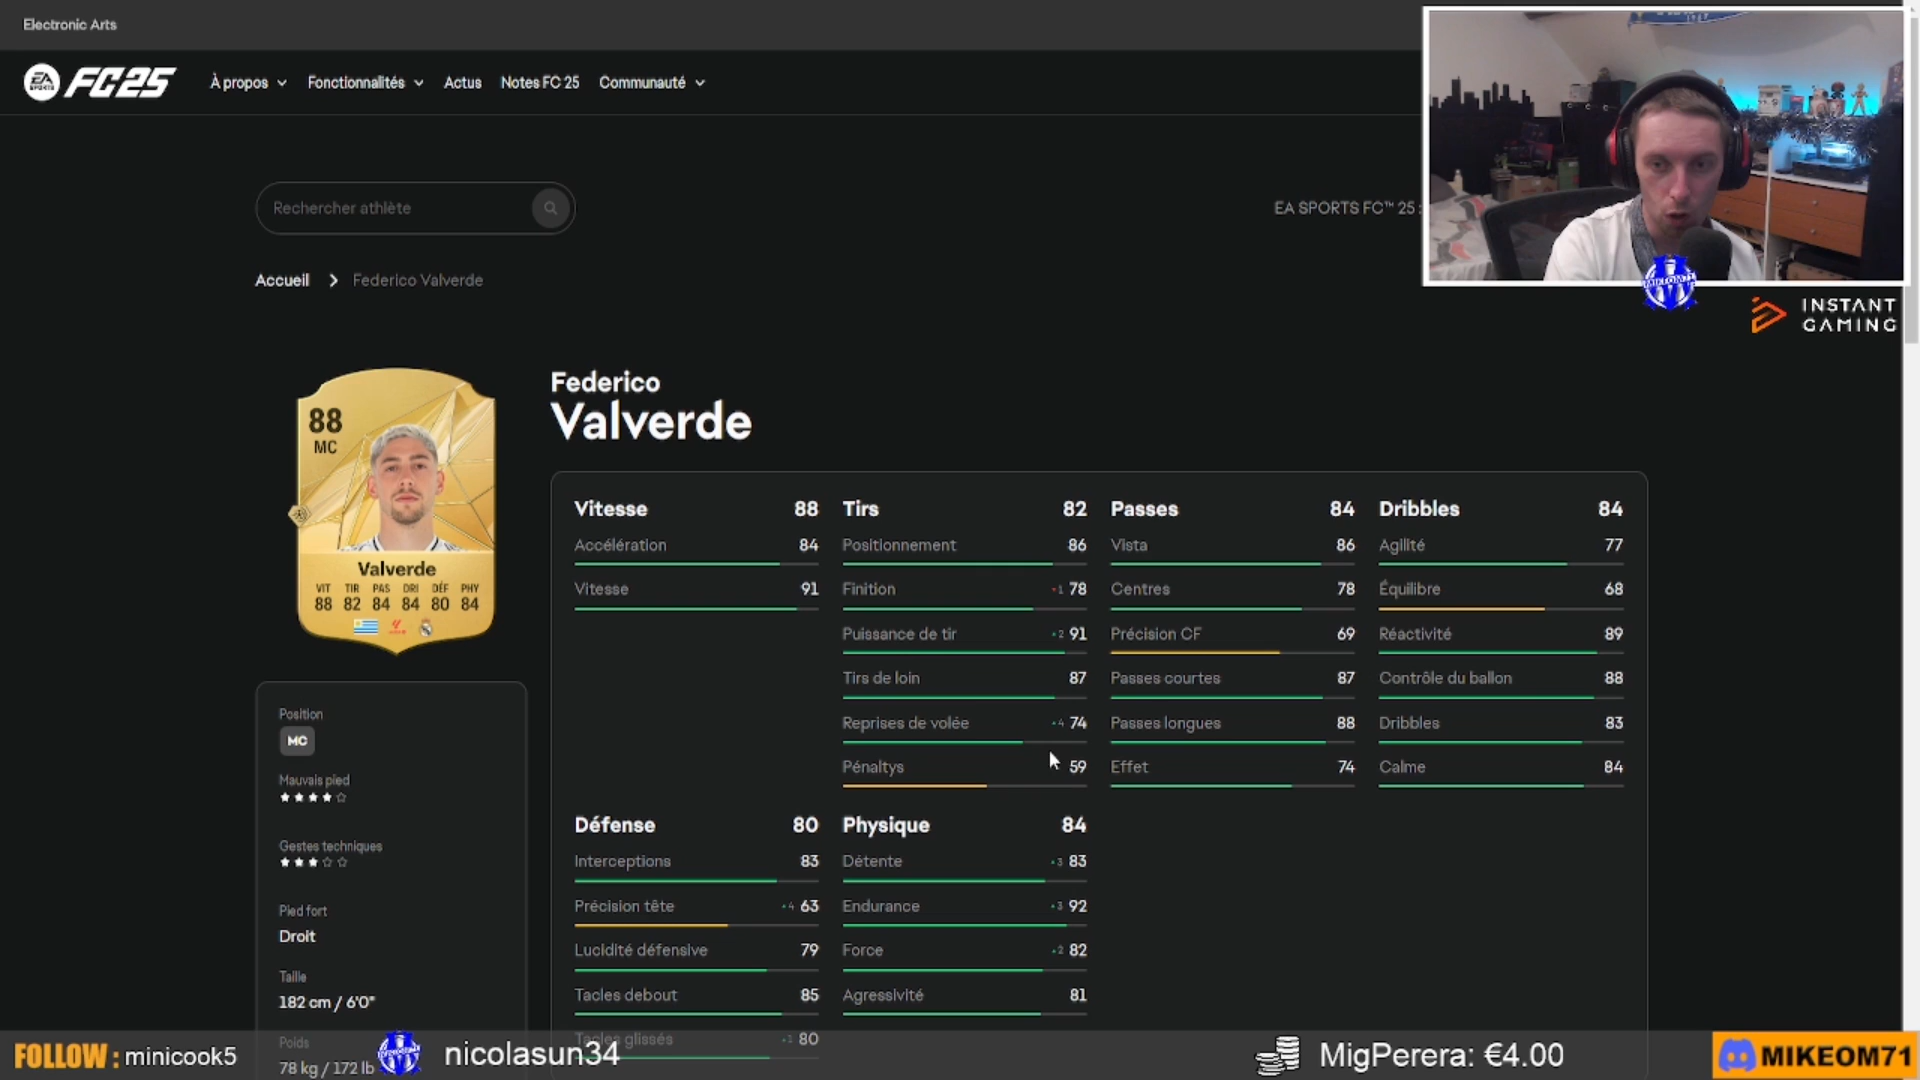 Electronic Arts
EA SPORTS FC25
À propos
Fonctionnalités
Actus
Notes FC 25
Communauté
Rechercher athlète
EA SPORTS FC™ 25 :
Accueil > Federico Valverde
INSTANT
GAMING
88
MC
Valverde
VIT TIR PAS DRI DÉF PHY
88 82 84 84 80 84
Federico
Valverde
Vitesse 88
Accélération 84
Vitesse 91
Tirs 82
Positionnement 86
Finition -1 78
Puissance de tir +2 91
Tirs de loin 87
Reprises de volée +4 74
Pénaltys 59
Passes 84
Vista 86
Centres 78
Précision CF 69
Passes courtes 87
Passes longues 88
Effet 74
Dribbles 84
Agilité 77
Équilibre 68
Réactivité 89
Contrôle du ballon 88
Dribbles 83
Calme 84
Défense 80
Interceptions 83
Précision tête +4 63
Lucidité défensive 79
Tacles debout 85
Tacles glissés -1 80
Physique 84
Détente +3 83
Endurance +3 92
Force +2 82
Agressivité 81
Position
MC
Mauvais pied
Gestes techniques
Pied fort
Droit
Taille
182 cm / 6'0"
Poids
78 kg / 172 lb
FOLLOW : minicook5
nicolasun34
MigPerera: €4.00
MIKEOM71